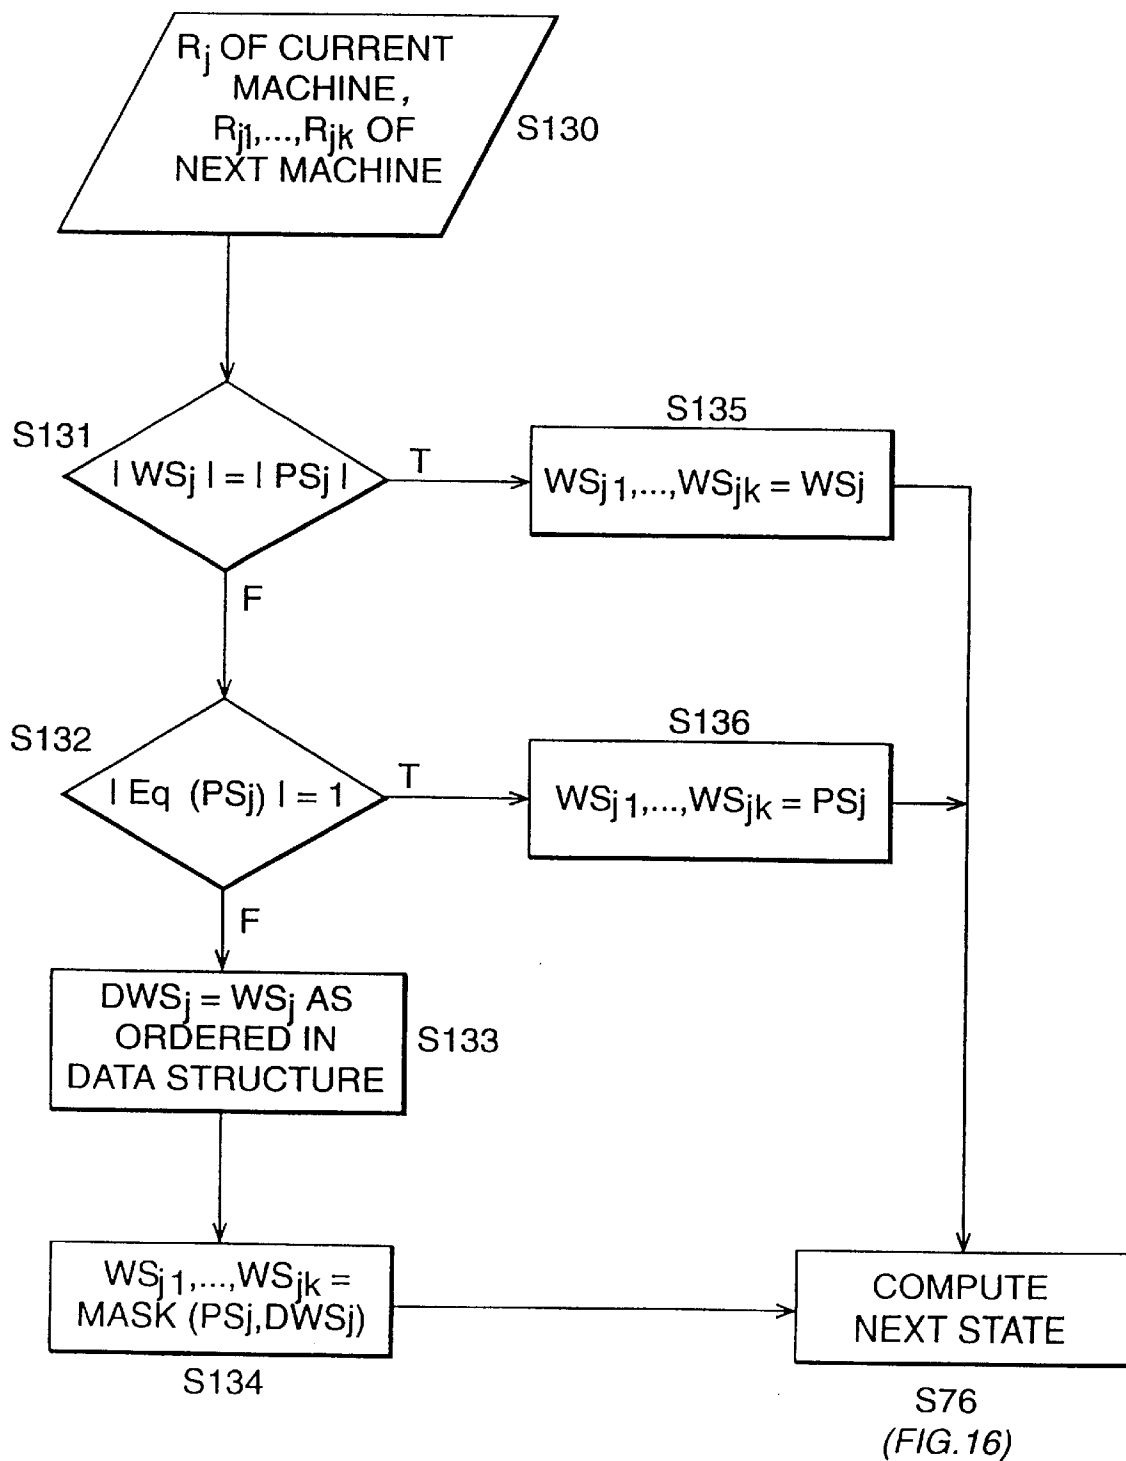 Rj OF CURRENT
MACHINE,
Rj1,...,Rjk OF
NEXT MACHINE
S130
S131
| WSj | = | PSj |
T
F
S135
WSj1,...,WSjk = WSj
S132
| Eq (PSj) | = 1
T
F
S136
WSj1,...,WSjk = PSj
DWSj = WSj AS
ORDERED IN
DATA STRUCTURE
S133
WSj1,...,WSjk =
MASK (PSj,DWSj)
S134
COMPUTE
NEXT STATE
S76
(FIG.16)